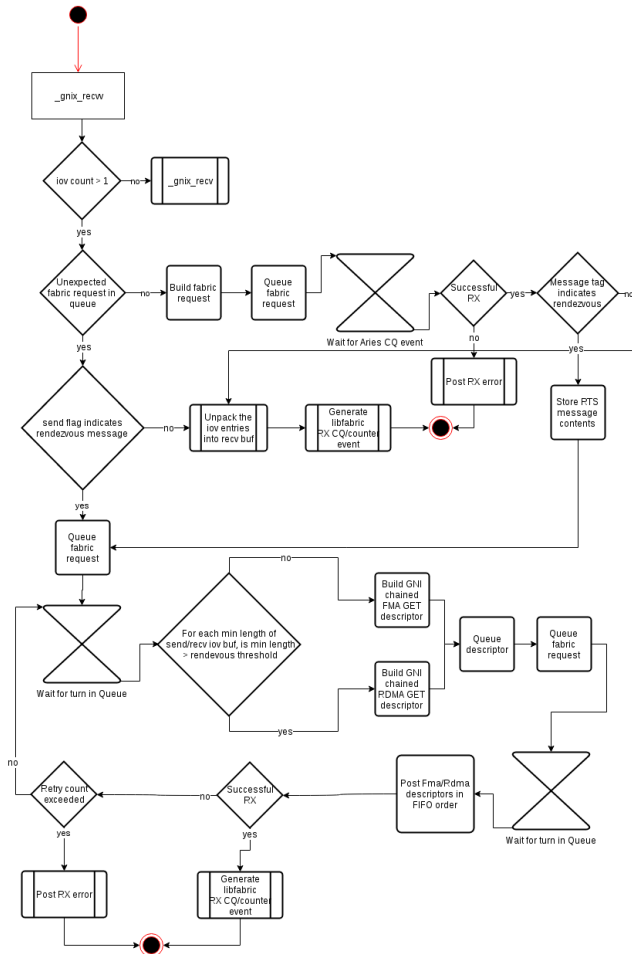 _gnix_recvv
iov count > 1
no
_gnix_recv
yes
Unexpected
fabric request in
queue
no
Build fabric
request
Queue
fabric
request
Wait for Aries CQ event
Successful
RX
yes
Message tag
indicates
rendezvous
no
yes
no
yes
Post RX error
send flag indicates
rendezvous message
no
Unpack the
iov entries
into recv buf
Generate
libfabric
RX CQ/counter
event
Store RTS
message
contents
yes
Queue
fabric
request
no
For each min length of
send/recv iov buf, is min length
> rendevous threshold
Build GNI
chained
FMA GET
descriptor
Queue
descriptor
Queue
fabric
request
Wait for turn in Queue
Build GNI
chained
RDMA GET
descriptor
yes
no
Retry count
exceeded
no
Successful
RX
Post Fma/Rdma
descriptors in
FIFO order
Wait for turn in Queue
yes
yes
Post RX error
Generate
libfabric
RX CQ/counter
event